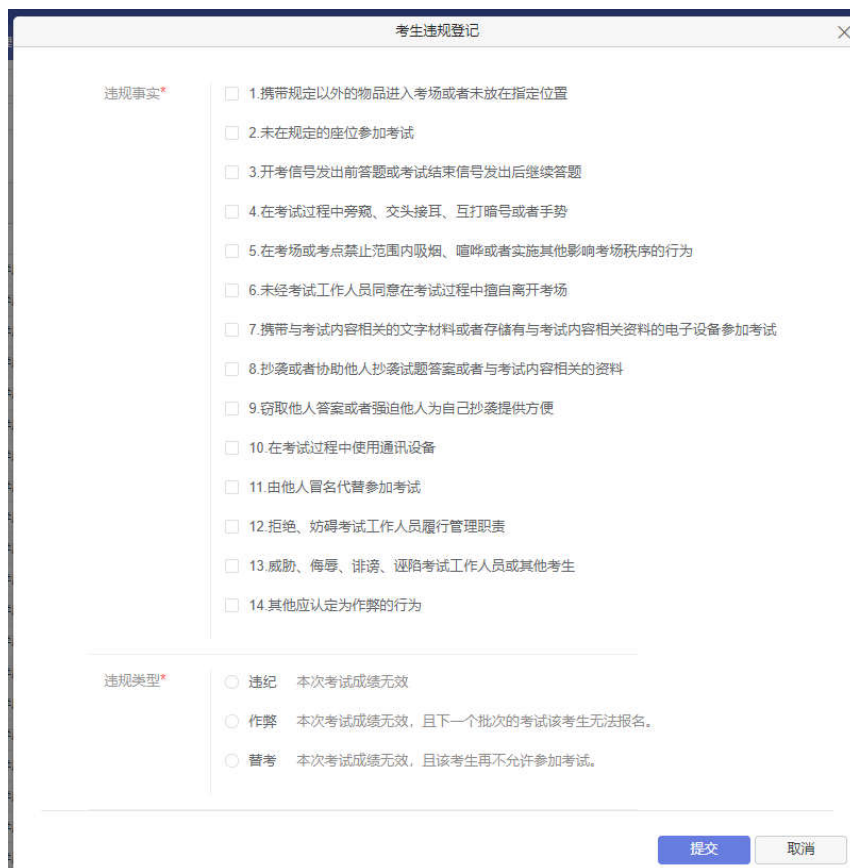 考生违规登记
违规事实*
1.携带规定以外的物品进入考场或者未放在指定位置
2.未在规定的座位参加考试
3.开考信号发出前答题或考试结束信号发出后继续答题
4.在考试过程中旁窥、交头接耳、互打暗号或者手势
5.在考场或考点禁止范围内吸烟、喧哗或者实施其他影响考场秩序的行为
6.未经考试工作人员同意在考试过程中擅自离开考场
7.携带与考试内容相关的文字材料或者存储有与考试内容相关资料的电子设备参加考试
8.抄袭或者协助他人抄袭试题答案或者与考试内容相关的资料
9.窃取他人答案或者强迫他人为自己抄袭提供方便
10.在考试过程中使用通讯设备
11.由他人冒名代替参加考试
12.拒绝、妨碍考试工作人员履行管理职责
13.威胁、侮辱、诽谤、诬陷考试工作人员或其他考生
14.其他应认定为作弊的行为
违规类型*
违纪 本次考试成绩无效
作弊 本次考试成绩无效，且下一个批次的考试该考生无法报名。
替考 本次考试成绩无效，且该考生再不允许参加考试。
提交 取消